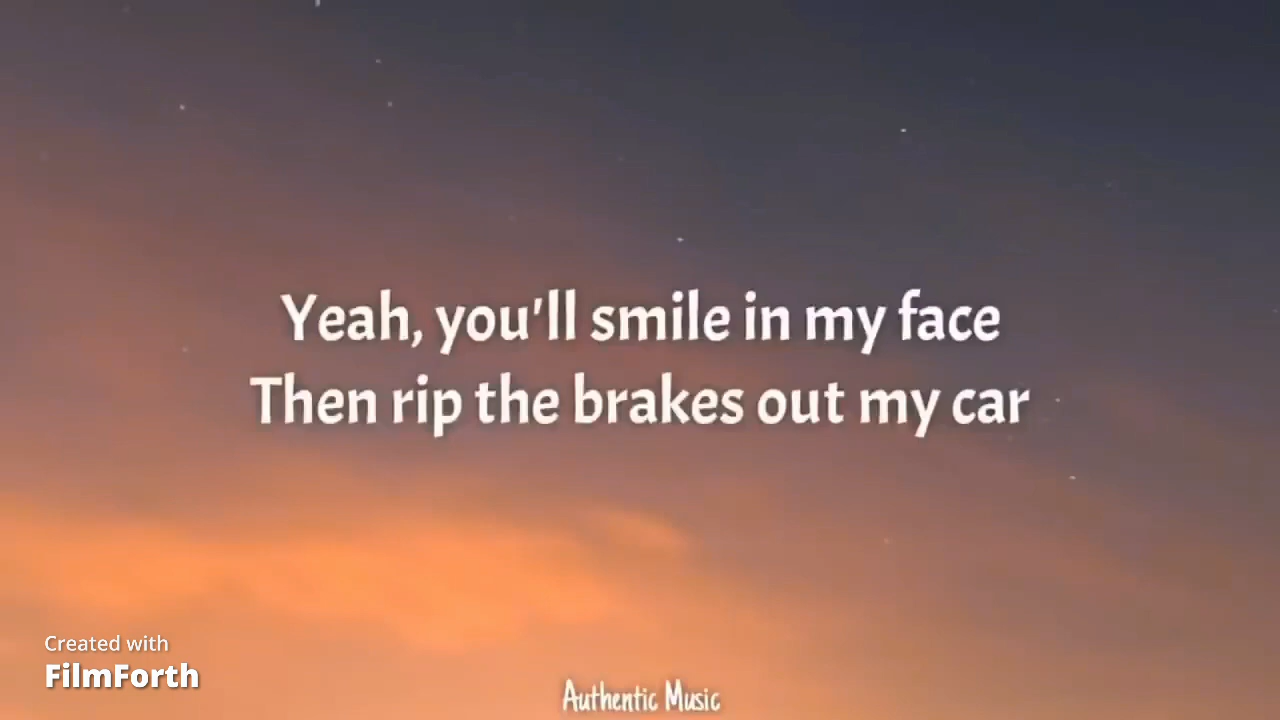 Yeah, you'll smile in my face
Then rip the brakes out my car
Created with
FilmForth
Authentic Music